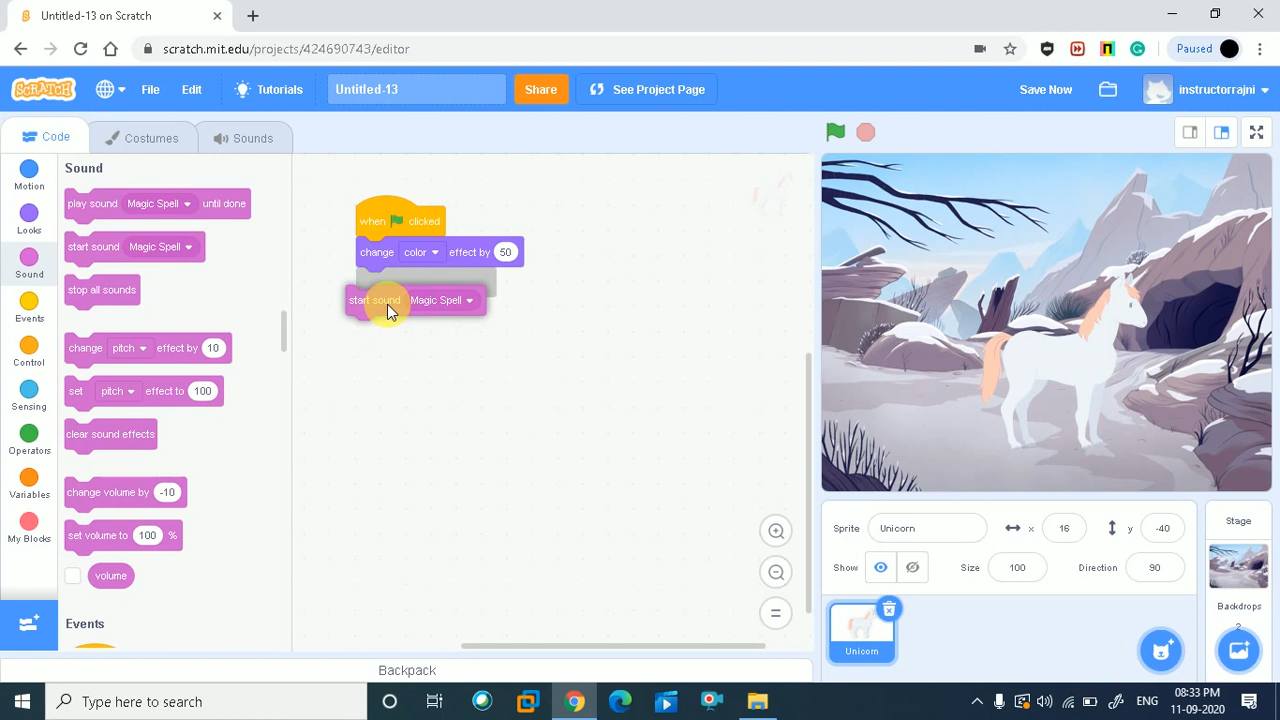 Untitled-13 on Scratch
scratch.mit.edu/projects/424690743/editor
Paused
SCRATCH
File
Edit
Tutorials
Untitled-13
Share
See Project Page
Save Now
instructorrajni
Code
Costumes
Sounds
Motion
Looks
Sound
Events
Control
Sensing
Operators
Variables
My Blocks
Sound
play sound Magic Spell until done
start sound Magic Spell
stop all sounds
change pitch effect by 10
set pitch effect to 100
clear sound effects
change volume by -10
set volume to 100 %
volume
Events
when clicked
change color effect by 50
start sound Magic Spell
Sprite Unicorn x 16 y -40
Show Size 100 Direction 90
Unicorn
Stage
Backdrops
2
Backpack
Type here to search
ENG
08:33 PM
11-09-2020